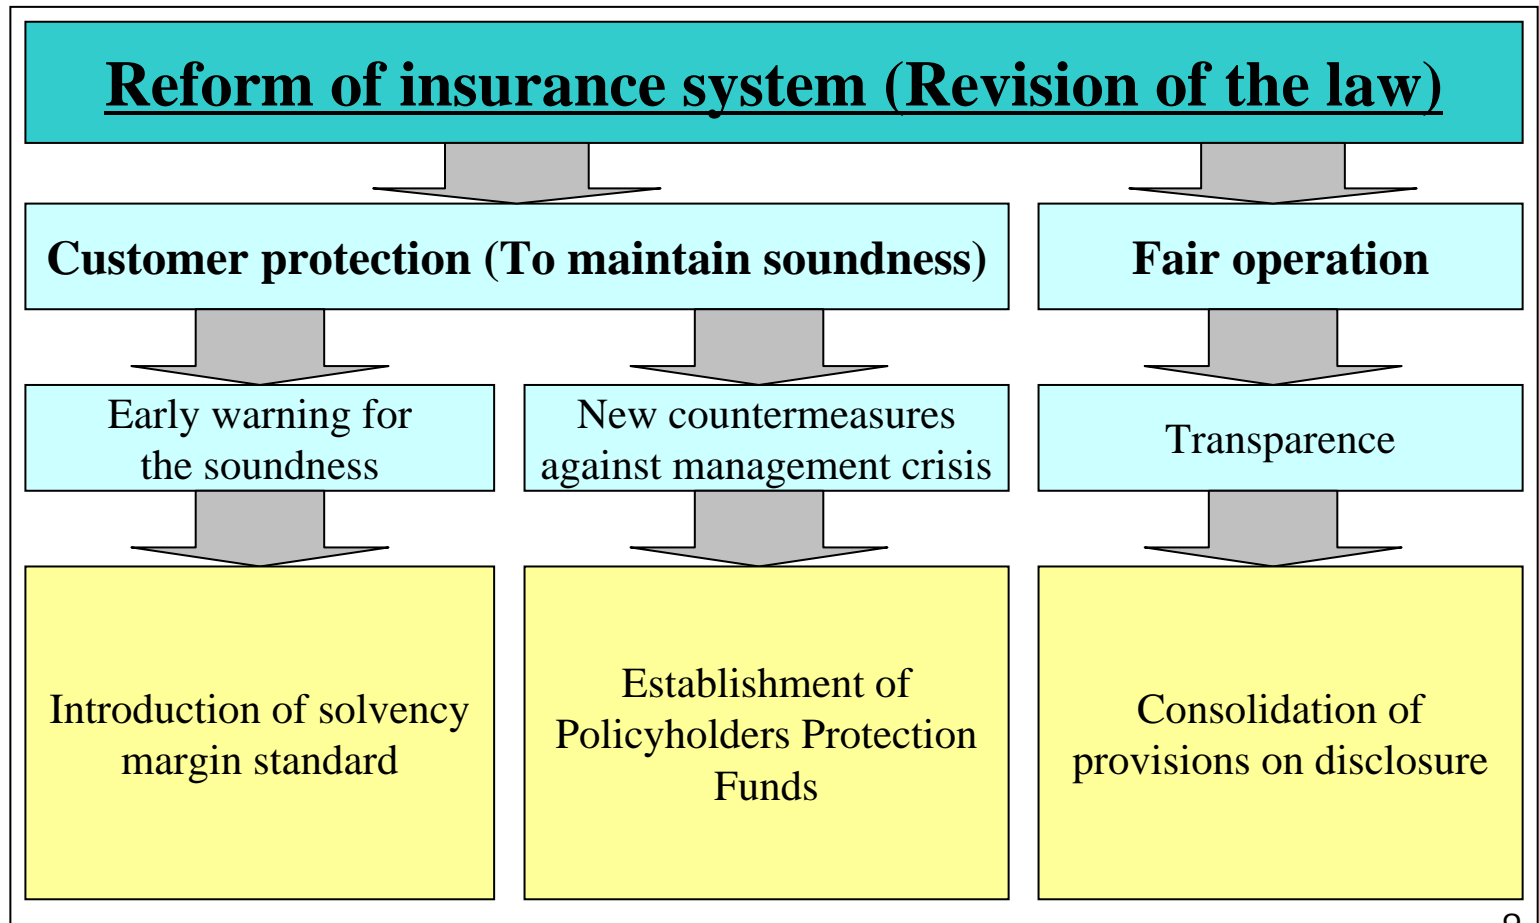 Reform of insurance system (Revision of the law)
Customer protection (To maintain soundness)
Fair operation
Early warning for
the soundness
New countermeasures
against management crisis
Transparence
Introduction of solvency
margin standard
Establishment of
Policyholders Protection
Funds
Consolidation of
provisions on disclosure